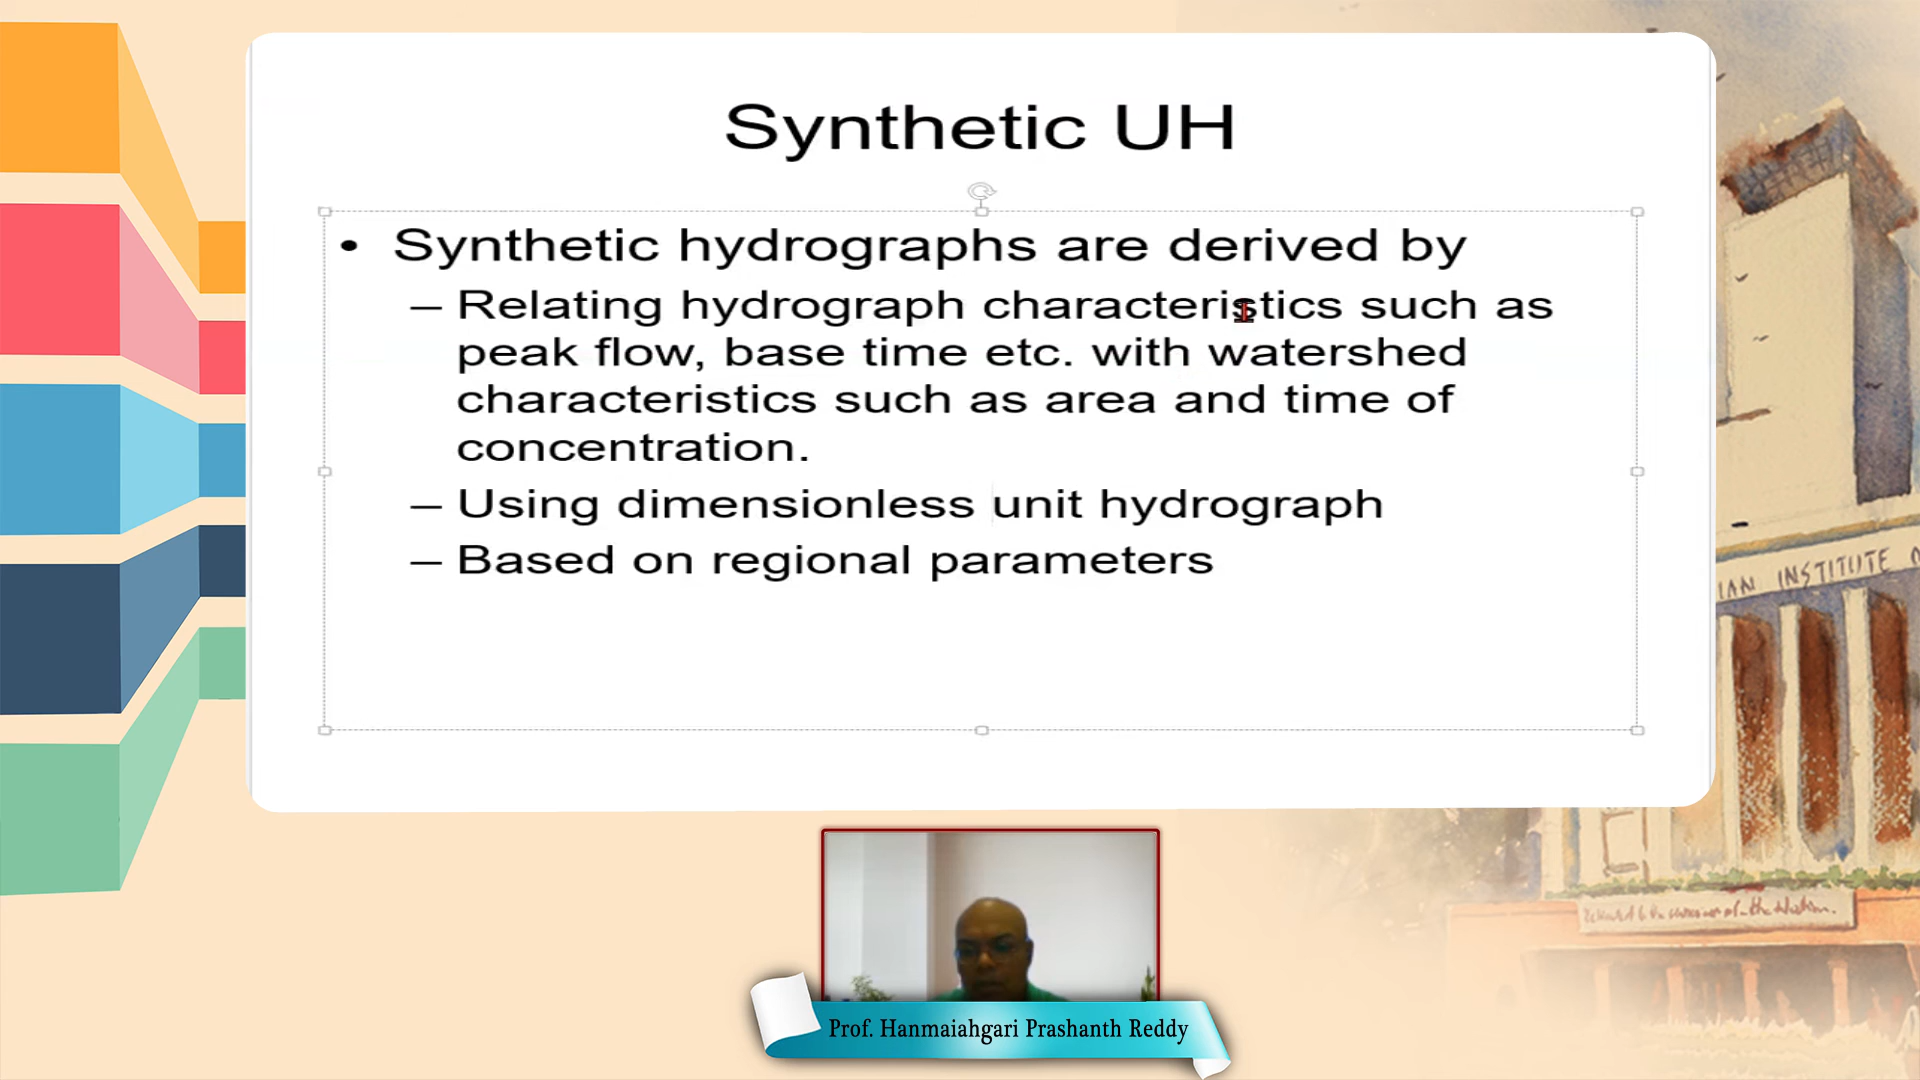 Synthetic UH
• Synthetic hydrographs are derived by
– Relating hydrograph characteristics such as
peak flow, base time etc. with watershed
characteristics such as area and time of
concentration.
– Using dimensionless unit hydrograph
– Based on regional parameters
IAN INSTITUTE O
Prof. Hanmaiahgari Prashanth Reddy